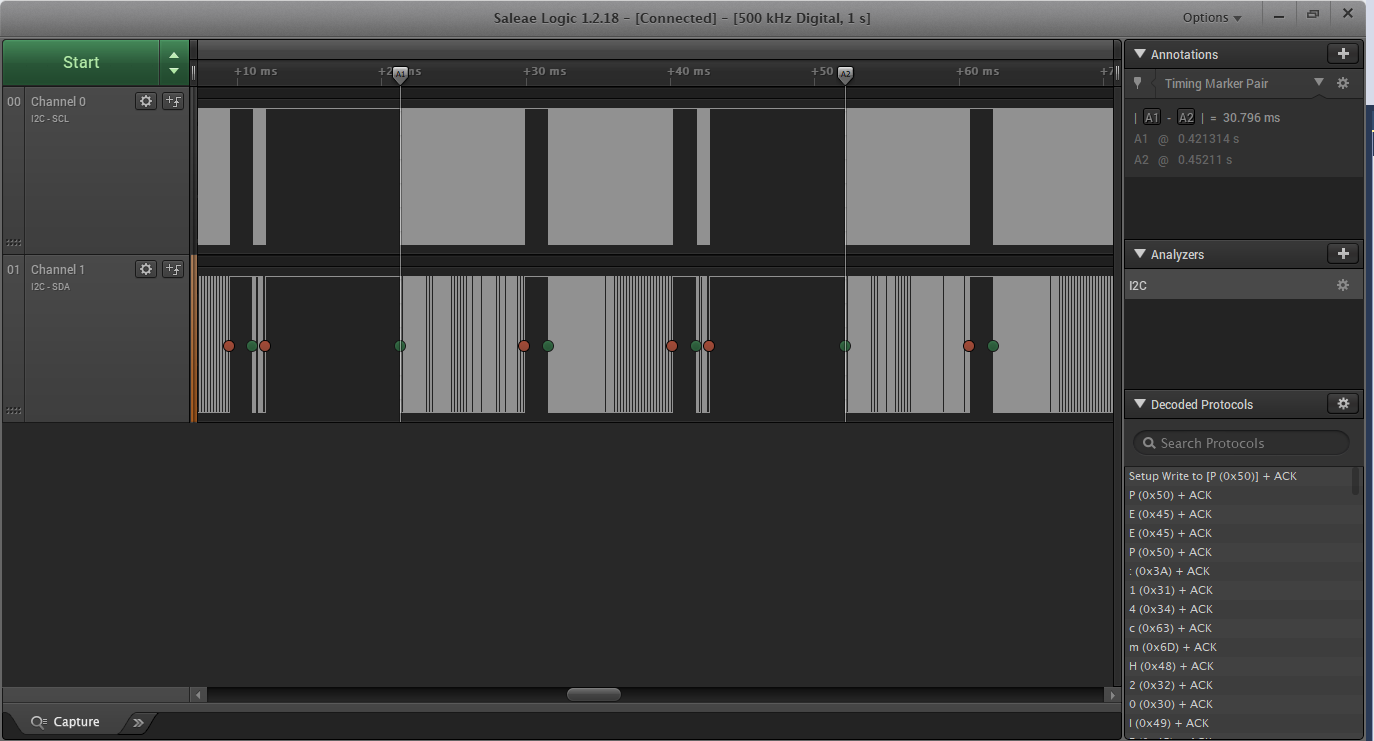 Saleae Logic 1.2.18 - [Connected] - [500 kHz Digital, 1 s]
Options
Start
+10 ms
ms
+30 ms
+40 ms
+50
+60 ms
A1
A2
00
Channel 0
I2C - SCL
01
Channel 1
I2C - SDA
Capture
Annotations
Timing Marker Pair
| A1 - A2 | = 30.796 ms
A1 @ 0.421314 s
A2 @ 0.45211 s
Analyzers
I2C
Decoded Protocols
Search Protocols
Setup Write to [P (0x50)] + ACK
P (0x50) + ACK
E (0x45) + ACK
E (0x45) + ACK
P (0x50) + ACK
: (0x3A) + ACK
1 (0x31) + ACK
4 (0x34) + ACK
c (0x63) + ACK
m (0x6D) + ACK
H (0x48) + ACK
2 (0x32) + ACK
0 (0x30) + ACK
I (0x49) + ACK